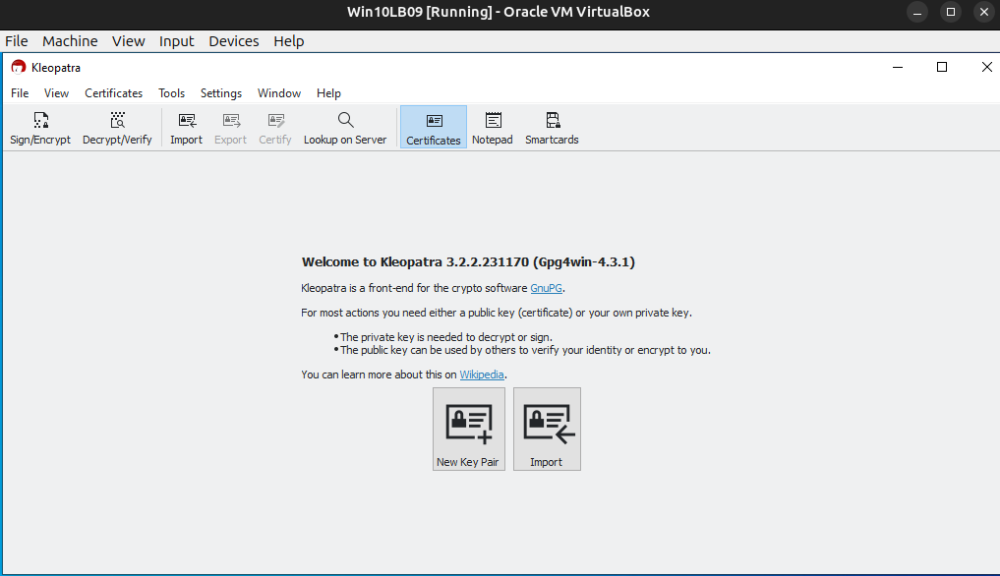 Win10LB09 [Running] - Oracle VM VirtualBox
File Machine View Input Devices Help
Kleopatra
File View Certificates Tools Settings Window Help
Sign/Encrypt Decrypt/Verify Import Export Certify Lookup on Server Certificates Notepad Smartcards
Welcome to Kleopatra 3.2.2.231170 (Gpg4win-4.3.1)
Kleopatra is a front-end for the crypto software GnuPG.
For most actions you need either a public key (certificate) or your own private key.
•The private key is needed to decrypt or sign.
•The public key can be used by others to verify your identity or encrypt to you.
You can learn more about this on Wikipedia.
New Key Pair Import